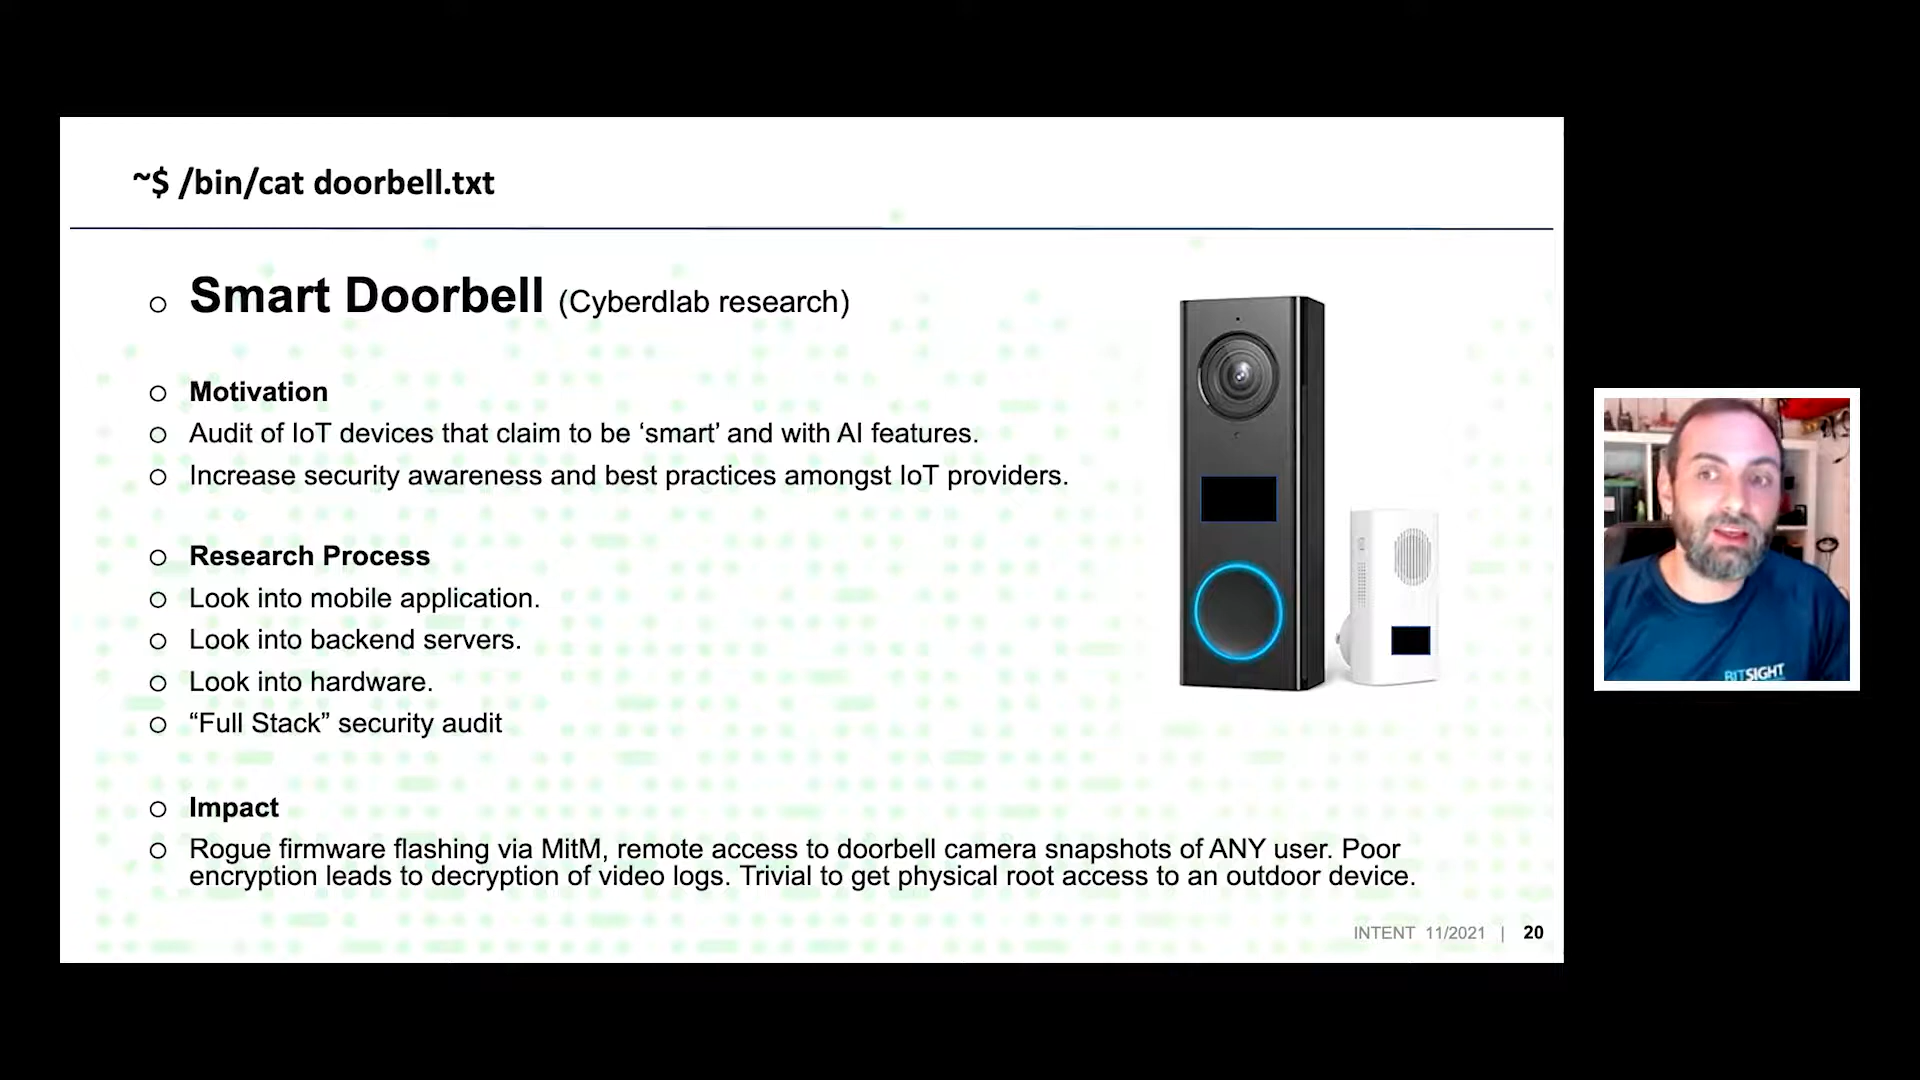 ~$ /bin/cat doorbell.txt
Smart Doorbell (Cyberdlab research)
Motivation
Audit of IoT devices that claim to be ‘smart’ and with AI features.
Increase security awareness and best practices amongst IoT providers.
Research Process
Look into mobile application.
Look into backend servers.
Look into hardware.
“Full Stack” security audit
Impact
Rogue firmware flashing via MitM, remote access to doorbell camera snapshots of ANY user. Poor
encryption leads to decryption of video logs. Trivial to get physical root access to an outdoor device.
INTENT 11/2021 | 20
BITSIGHT